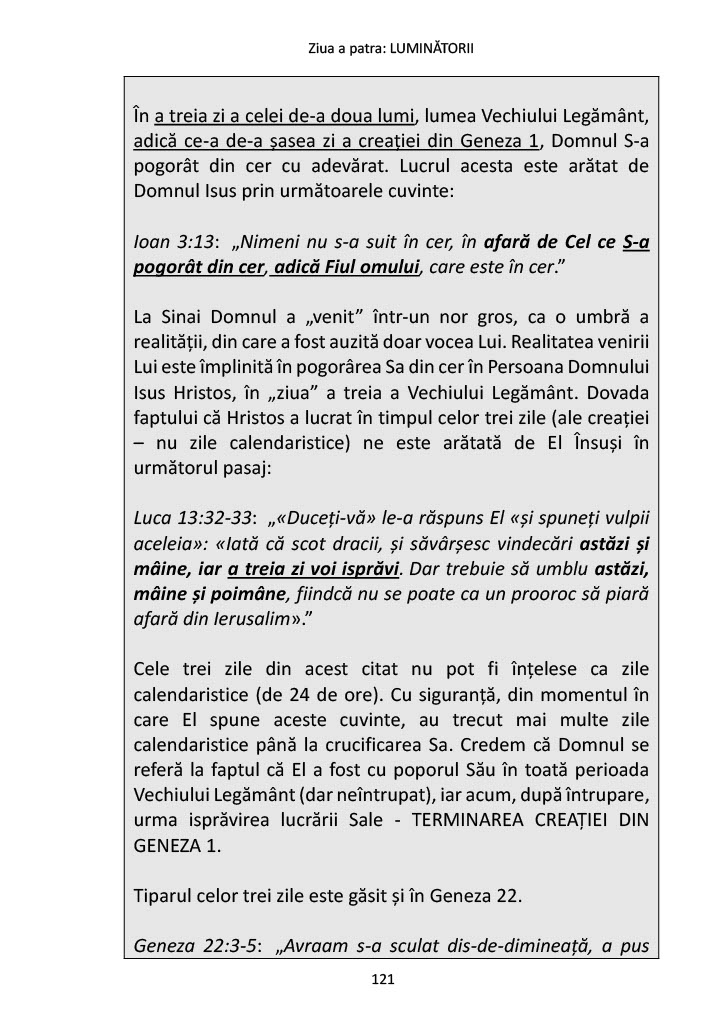 Ziua a patra: LUMINĂTORII
În a treia zi a celei de-a doua lumi, lumea Vechiului Legământ,
adică ce-a de-a șasea zi a creației din Geneza 1, Domnul S-a
pogorât din cer cu adevărat. Lucrul acesta este arătat de
Domnul Isus prin următoarele cuvinte:
Ioan 3:13: „Nimeni nu s-a suit în cer, în afară de Cel ce S-a
pogorât din cer, adică Fiul omului, care este în cer.”
La Sinai Domnul a „venit” într-un nor gros, ca o umbră a
realității, din care a fost auzită doar vocea Lui. Realitatea venirii
Lui este împlinită în pogorârea Sa din cer în Persoana Domnului
Isus Hristos, în „ziua” a treia a Vechiului Legământ. Dovada
faptului că Hristos a lucrat în timpul celor trei zile (ale creației
– nu zile calendaristice) ne este arătată de El Însuși în
următorul pasaj:
Luca 13:32-33: „«Duceți-vă» le-a răspuns El «și spuneți vulpii
aceleia»: «Iată că scot dracii, și săvârșesc vindecări astăzi și
mâine, iar a treia zi voi isprăvi. Dar trebuie să umblu astăzi,
mâine și poimâne, fiindcă nu se poate ca un prooroc să piară
afară din Ierusalim».”
Cele trei zile din acest citat nu pot fi înțelese ca zile
calendaristice (de 24 de ore). Cu siguranță, din momentul în
care El spune aceste cuvinte, au trecut mai multe zile
calendaristice până la crucificarea Sa. Credem că Domnul se
referă la faptul că El a fost cu poporul Său în toată perioada
Vechiului Legământ (dar neîntrupat), iar acum, după întrupare,
urma isprăvirea lucrării Sale - TERMINAREA CREAȚIEI DIN
GENEZA 1.
Tiparul celor trei zile este găsit și în Geneza 22.
Geneza 22:3-5: „Avraam s-a sculat dis-de-dimineață, a pus
121